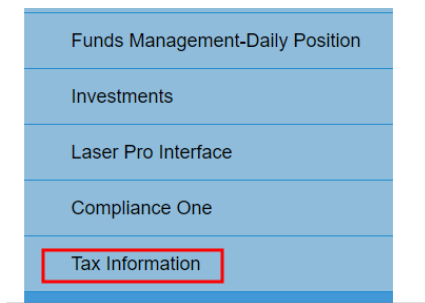 Funds Management-Daily Position
Investments
Laser Pro Interface
Compliance One
Tax Information